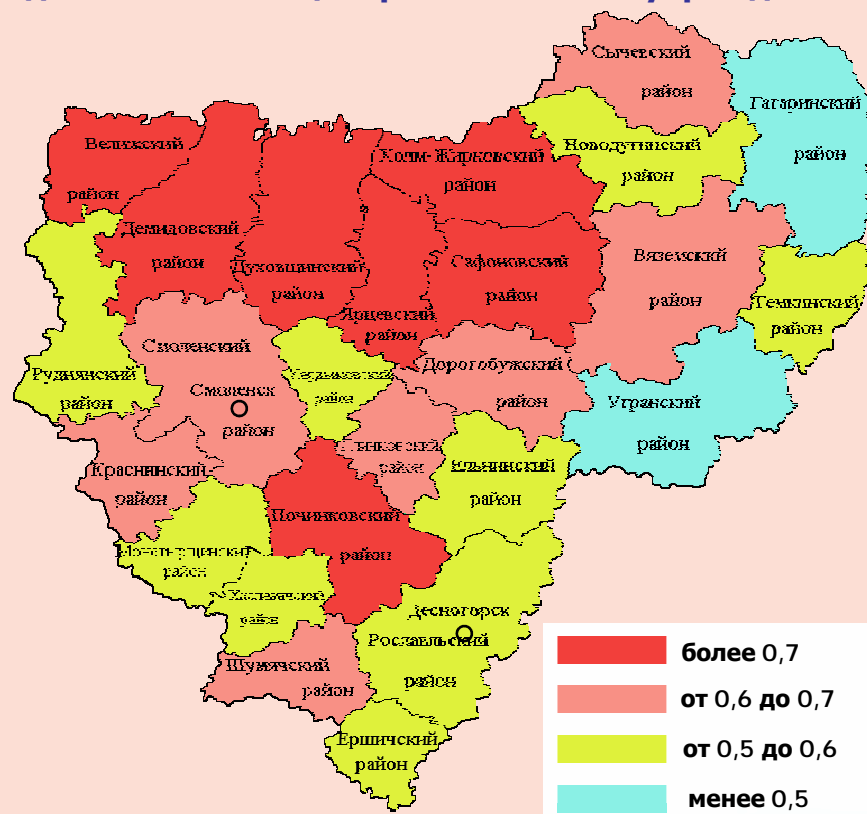 Сычевский
район
Гагаринский
район
Новодугинский
район
Велижский
район
Холм-Жирковский
район
Демидовский
район
Духовщинский
район
Сафоновский
район
Вяземский
район
Ярцевский
район
Темкинский
район
Смоленский
Смоленск
район
Руднянский
район
Кардымовский
район
Дорогобужский
район
Угранский
район
Краснинский
район
район
Ельнинский
район
Починковский
район
район
район
Десногорск
Рославльский
район
Шумячский
район
Ершичский
район
более 0,7
от 0,6 до 0,7
от 0,5 до 0,6
менее 0,5